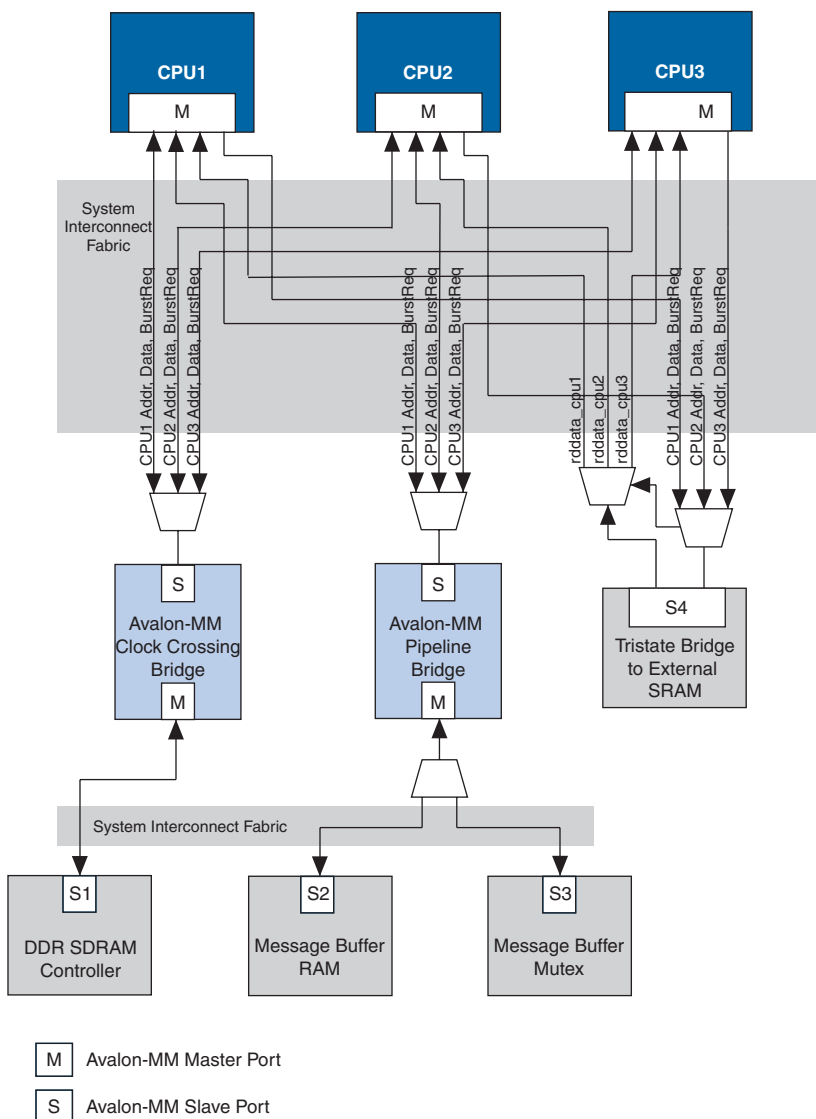 CPU1
CPU2
CPU3
M
M
M
System
Interconnect
Fabric
CPU1 Addr, Data, BurstReq
CPU2 Addr, Data, BurstReq
CPU3 Addr, Data, BurstReq
CPU1 Addr, Data, BurstReq
CPU2 Addr, Data, BurstReq
CPU3 Addr, Data, BurstReq
rddata_cpu1
rddata_cpu2
rddata_cpu3
CPU1 Addr, Data, BurstReq
CPU2 Addr, Data, BurstReq
CPU3 Addr, Data, BurstReq
S
Avalon-MM
Clock Crossing
Bridge
M
S
Avalon-MM
Pipeline
Bridge
M
S4
Tristate Bridge
to External
SRAM
System Interconnect Fabric
S1
DDR SDRAM
Controller
S2
Message Buffer
RAM
S3
Message Buffer
Mutex
M
Avalon-MM Master Port
S
Avalon-MM Slave Port